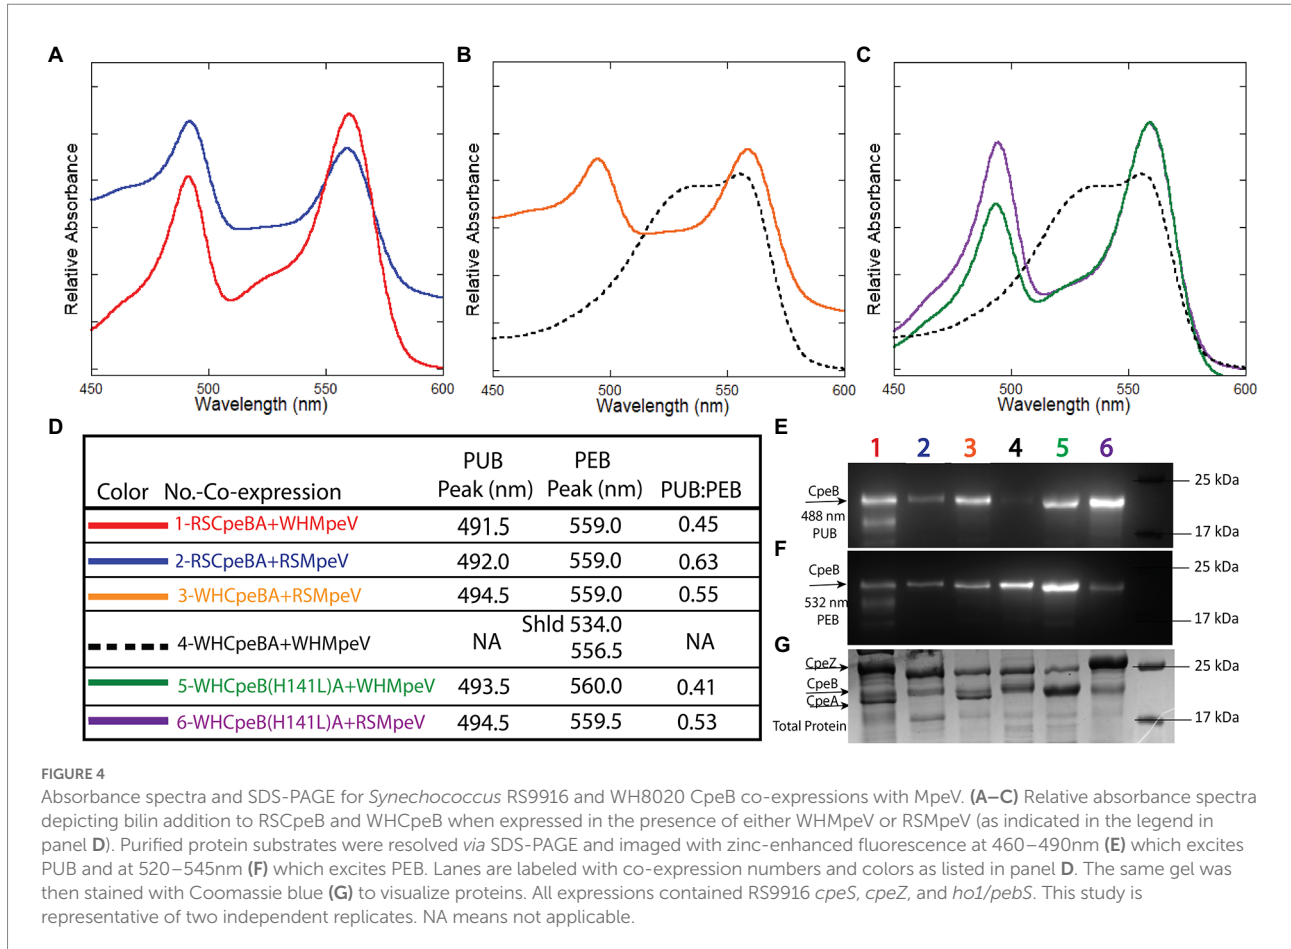 A
B
C
Relative Absorbance
450
500
550
600
Wavelength (nm)
Relative Absorbance
450
500
550
600
Wavelength (nm)
Relative Absorbance
450
500
550
600
Wavelength (nm)
D
Color No.-Co-expression PUB Peak (nm) PEB Peak (nm) PUB:PEB
1-RSCpeBA+WHMpeV 491.5 559.0 0.45
2-RSCpeBA+RSMpeV 492.0 559.0 0.63
3-WHCpeBA+RSMpeV 494.5 559.0 0.55
4-WHCpeBA+WHMpeV NA Shld 534.0 556.5 NA
5-WHCpeB(H141L)A+WHMpeV 493.5 560.0 0.41
6-WHCpeB(H141L)A+RSMpeV 494.5 559.5 0.53
E
1 2 3 4 5 6
CpeB
488 nm
PUB
25 kDa
17 kDa
F
CpeB
532 nm
PEB
25 kDa
17 kDa
G
CpeZ
CpeB
CpeA
Total Protein
25 kDa
17 kDa
FIGURE 4
Absorbance spectra and SDS-PAGE for Synechococcus RS9916 and WH8020 CpeB co-expressions with MpeV. (A–C) Relative absorbance spectra
depicting bilin addition to RSCpeB and WHCpeB when expressed in the presence of either WHMpeV or RSMpeV (as indicated in the legend in
panel D). Purified protein substrates were resolved via SDS-PAGE and imaged with zinc-enhanced fluorescence at 460–490nm (E) which excites
PUB and at 520–545nm (F) which excites PEB. Lanes are labeled with co-expression numbers and colors as listed in panel D. The same gel was
then stained with Coomassie blue (G) to visualize proteins. All expressions contained RS9916 cpeS, cpeZ, and ho1/pebS. This study is
representative of two independent replicates. NA means not applicable.